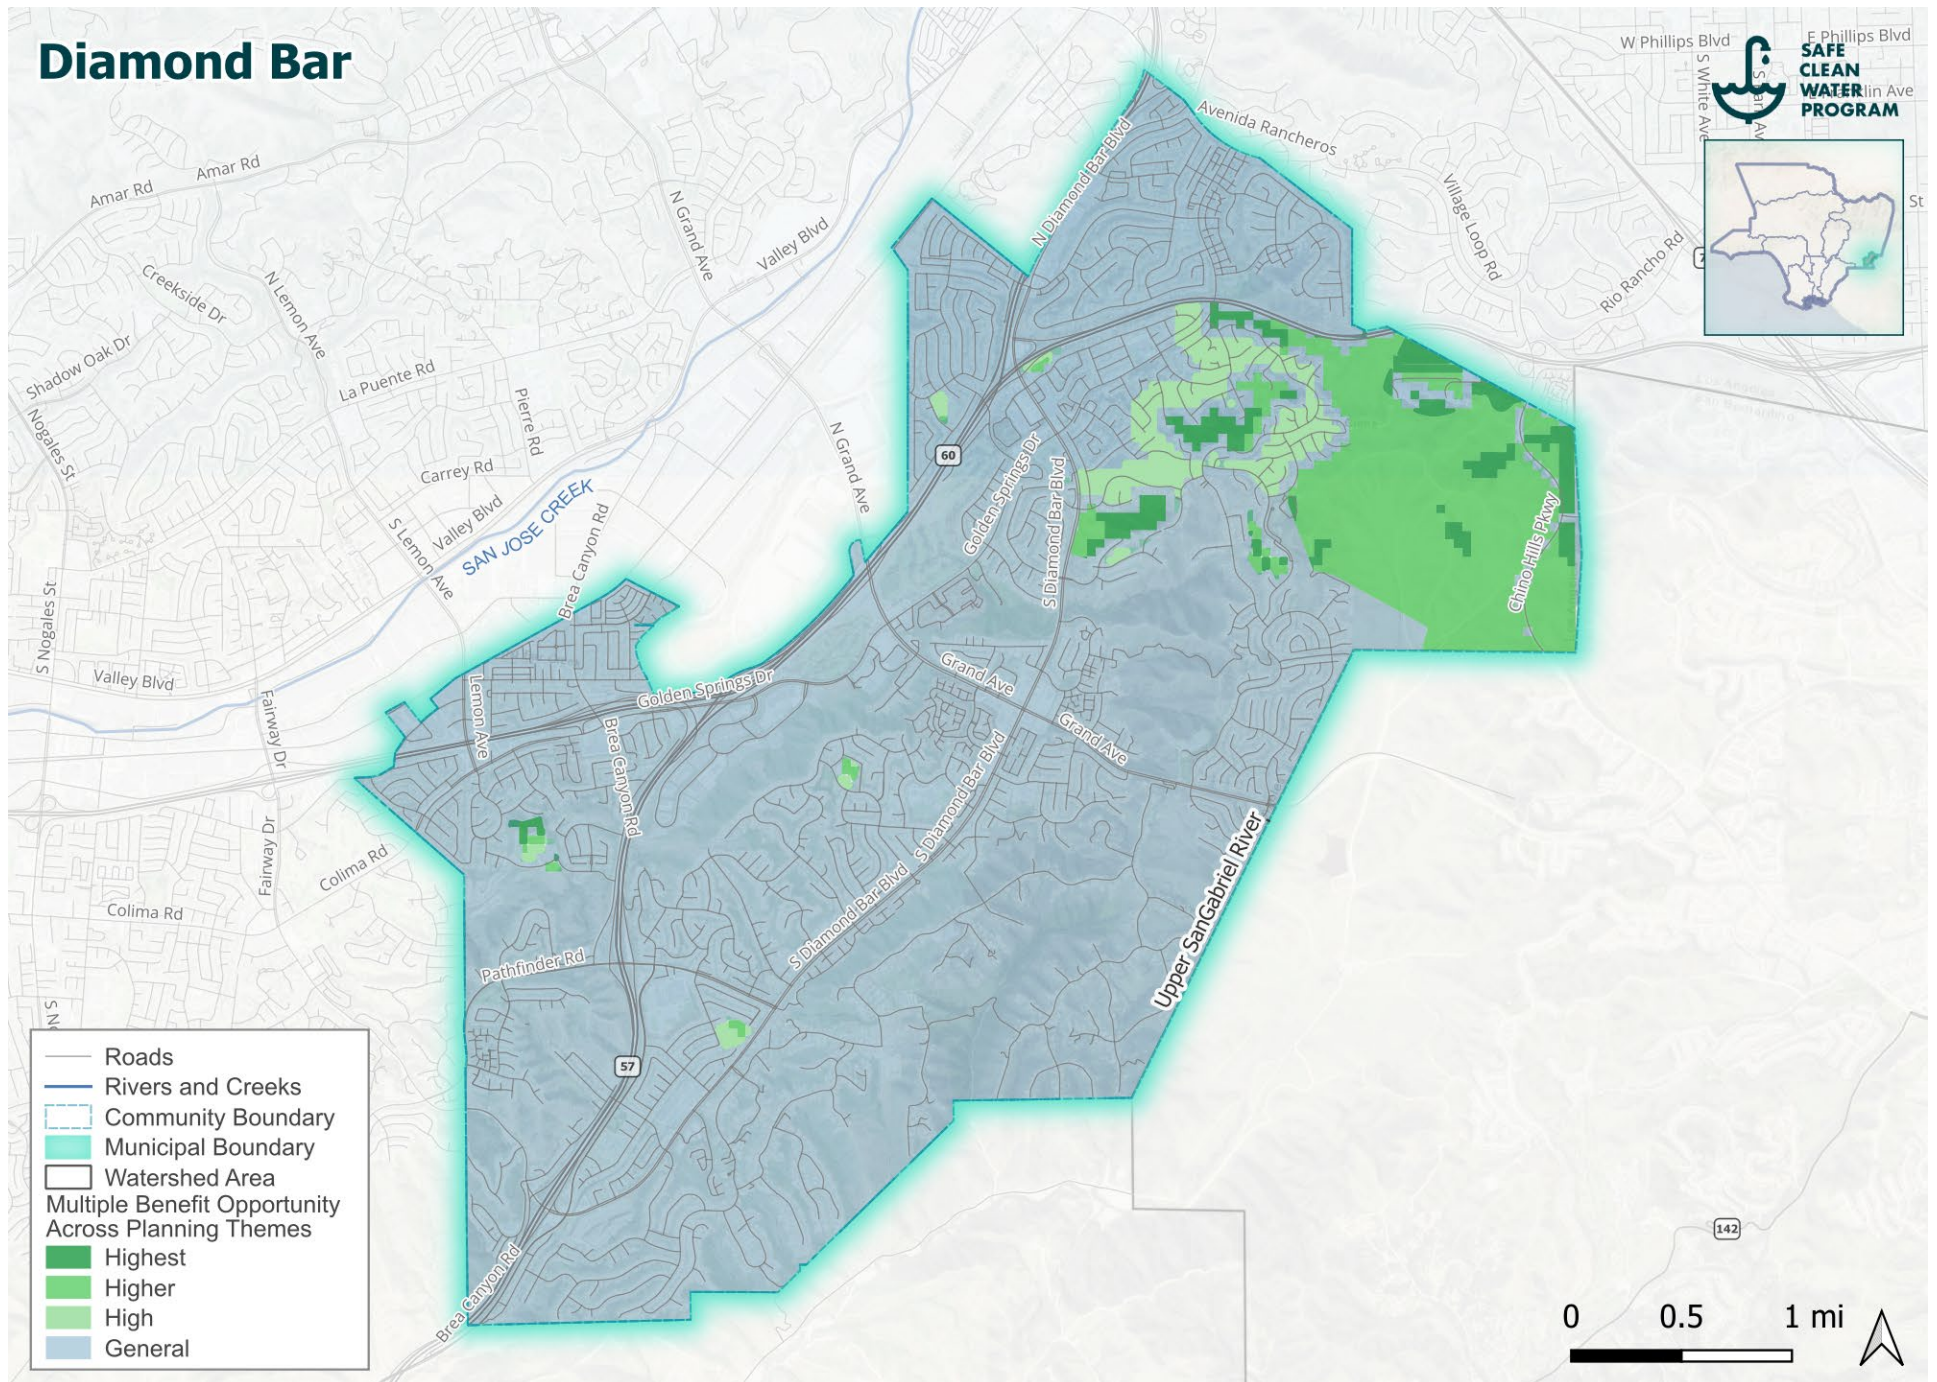 Diamond Bar
SAFE
CLEAN
WATER
PROGRAM
W Phillips Blvd
E Phillips Blvd
S White Ave
St
Avenida Rancheros
N Diamond Bar Blvd
Village Loop Rd
Rio Rancho Rd
Amar Rd
Amar Rd
N Grand Ave
Valley Blvd
Creekside Dr
N Lemon Ave
Shadow Oak Dr
La Puente Rd
Pierre Rd
Nogales St
Carrey Rd
N Grand Ave
60
Golden Springs Dr
S Diamond Bar Blvd
Los Angeles
San Bernardino
Chino Hills Pkwy
SAN JOSE CREEK
Valley Blvd
S Lemon Ave
Brea Canyon Rd
S Nogales St
Valley Blvd
Fairway Dr
Lemon Ave
Golden Springs Dr
Grand Ave
Grand Ave
Brea Canyon Rd
S Diamond Bar Blvd
Fairway Dr
Colima Rd
Colima Rd
S Diamond Bar Blvd
Upper SanGabriel River
Pathfinder Rd
57
142
Brea Canyon Rd
Roads
Rivers and Creeks
Community Boundary
Municipal Boundary
Watershed Area
Multiple Benefit Opportunity
Across Planning Themes
Highest
Higher
High
General
0 0.5 1 mi